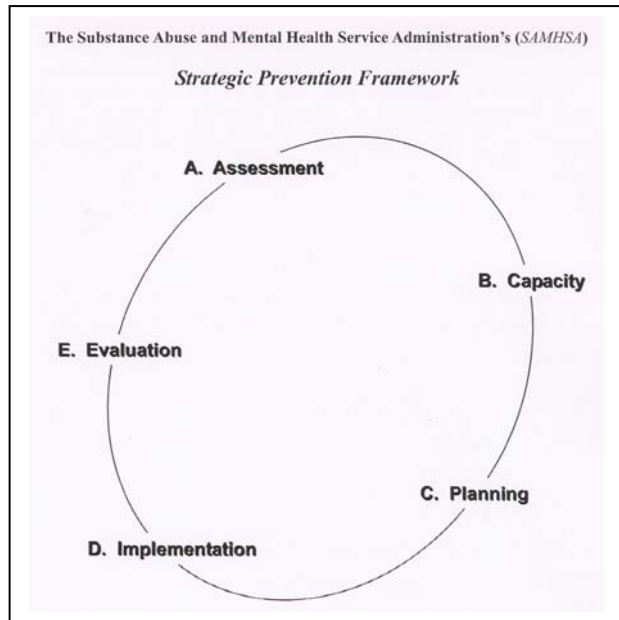 The Substance Abuse and Mental Health Service Administration's (SAMHSA)
Strategic Prevention Framework
A. Assessment
B. Capacity
C. Planning
D. Implementation
E. Evaluation